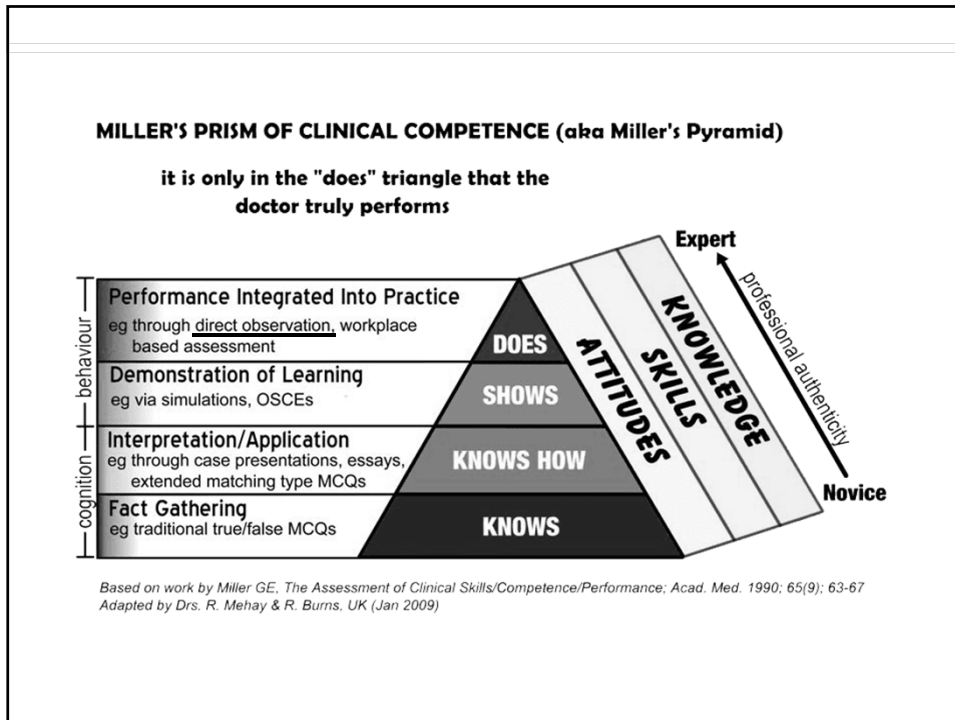 MILLER'S PRISM OF CLINICAL COMPETENCE (aka Miller's Pyramid)
it is only in the "does" triangle that the
doctor truly performs
Expert
professional authenticity
Novice
KNOWLEDGE
SKILLS
ATTITUDES
behaviour
cognition
Performance Integrated Into Practice
eg through direct observation, workplace
based assessment
DOES
Demonstration of Learning
eg via simulations, OSCEs
SHOWS
Interpretation/Application
eg through case presentations, essays,
extended matching type MCQs
KNOWS HOW
Fact Gathering
eg traditional true/false MCQs
KNOWS
Based on work by Miller GE, The Assessment of Clinical Skills/Competence/Performance; Acad. Med. 1990; 65(9); 63-67
Adapted by Drs. R. Mehay & R. Burns, UK (Jan 2009)